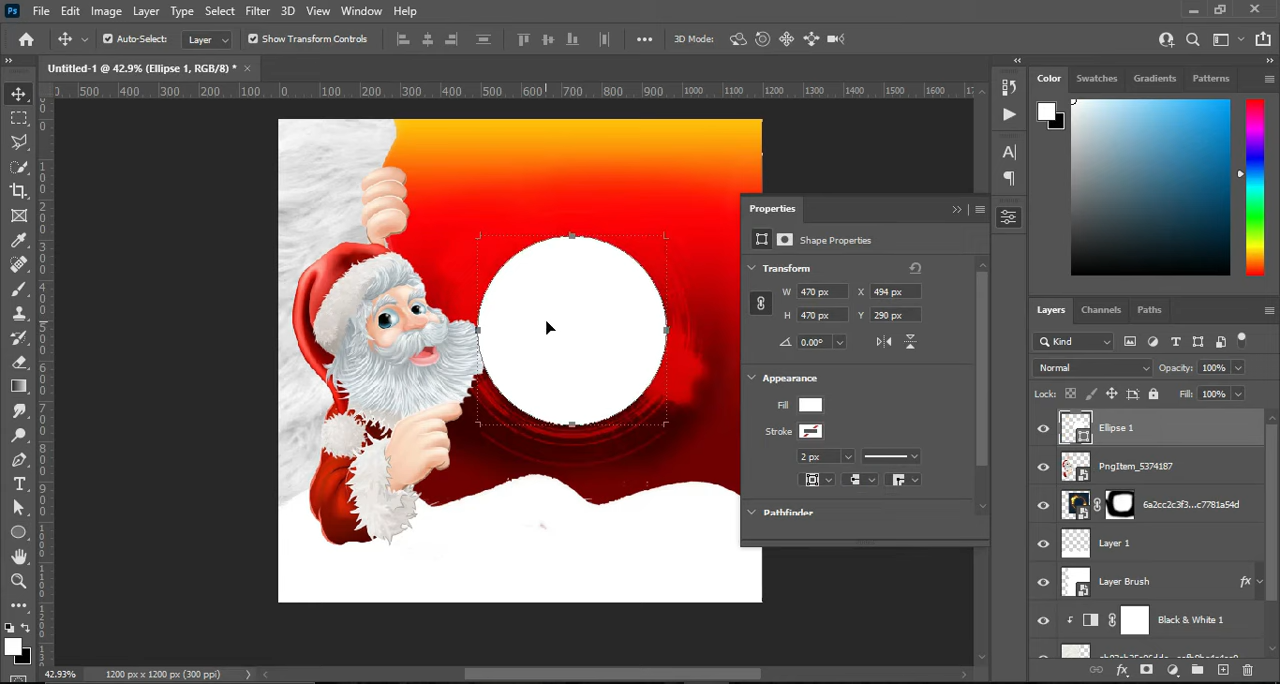 Ps File Edit Image Layer Type Select Filter 3D View Window Help
Auto-Select: Layer Show Transform Controls 3D Mode:
Untitled-1 @ 42.9% (Ellipse 1, RGB/8) *
500 400 300 200 100 0 100 200 300 400 500 600 700 800 900 1000 1100 1200 1300 1400 1500 1600 1700
Color Swatches Gradients Patterns
Properties
Shape Properties
Transform
W 470 px X 494 px
H 470 px Y 290 px
0.00°
Appearance
Fill
Stroke
2 px
Pathfinder
Layers Channels Paths
Kind
Normal Opacity: 100%
Lock: Fill: 100%
Ellipse 1
PngItem_5374187
6a2cc2c3f3...c7781a54d
Layer 1
Layer Brush fx
Black & White 1
42.93% 1200 px x 1200 px (300 ppi)